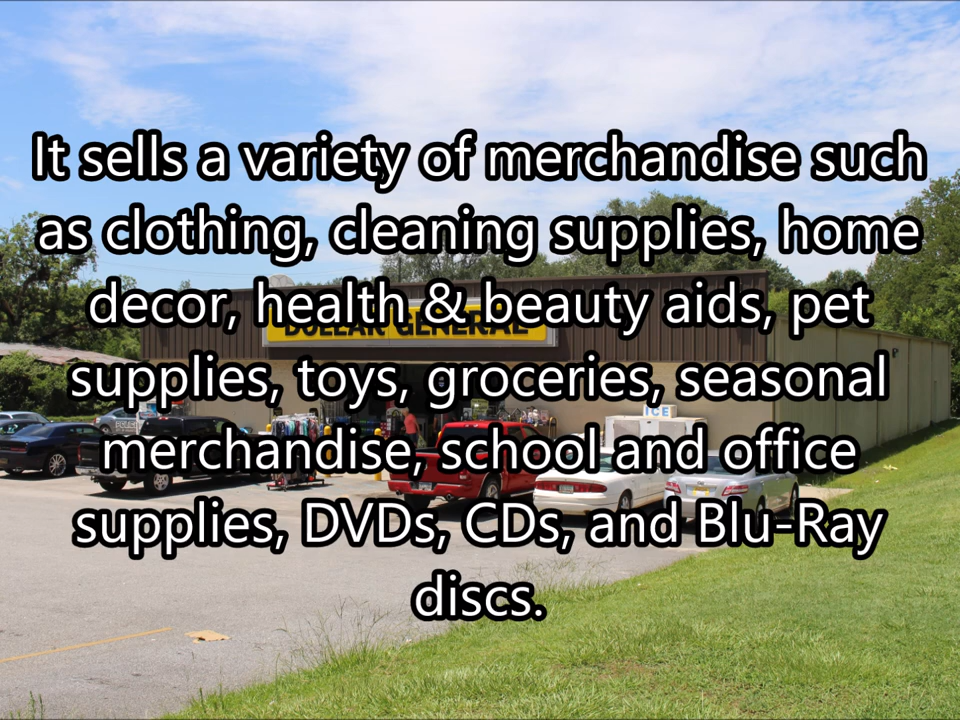 It sells a variety of merchandise such
as clothing, cleaning supplies, home
decor, health & beauty aids, pet
supplies, toys, groceries, seasonal
merchandise, school and office
supplies, DVDs, CDs, and Blu-Ray
discs.
DOLLAR GENERAL
ICE